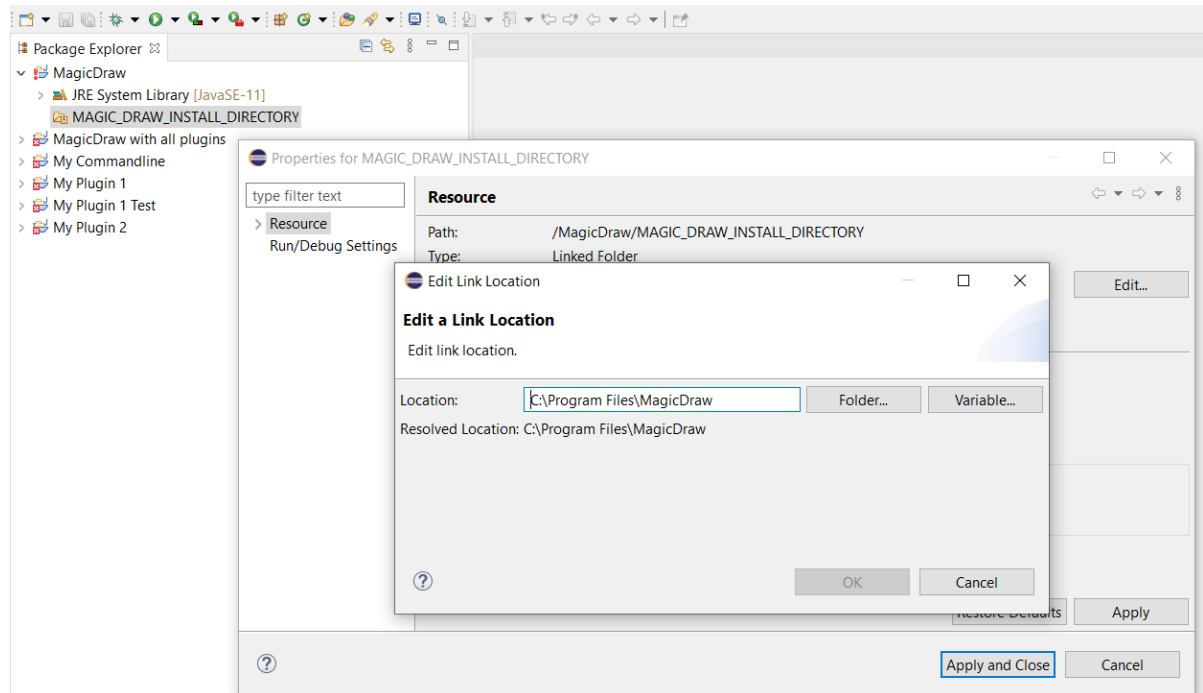 Package Explorer
MagicDraw
JRE System Library [JavaSE-11]
MAGIC_DRAW_INSTALL_DIRECTORY
MagicDraw with all plugins
My Commandline
My Plugin 1
My Plugin 1 Test
My Plugin 2
Properties for MAGIC_DRAW_INSTALL_DIRECTORY
type filter text
Resource
Run/Debug Settings
Resource
Path: /MagicDraw/MAGIC_DRAW_INSTALL_DIRECTORY
Type: Linked Folder
Edit...
Edit Link Location
Edit a Link Location
Edit link location.
Location: C:\Program Files\MagicDraw Folder... Variable...
Resolved Location: C:\Program Files\MagicDraw
OK Cancel
Restore Defaults Apply
Apply and Close Cancel